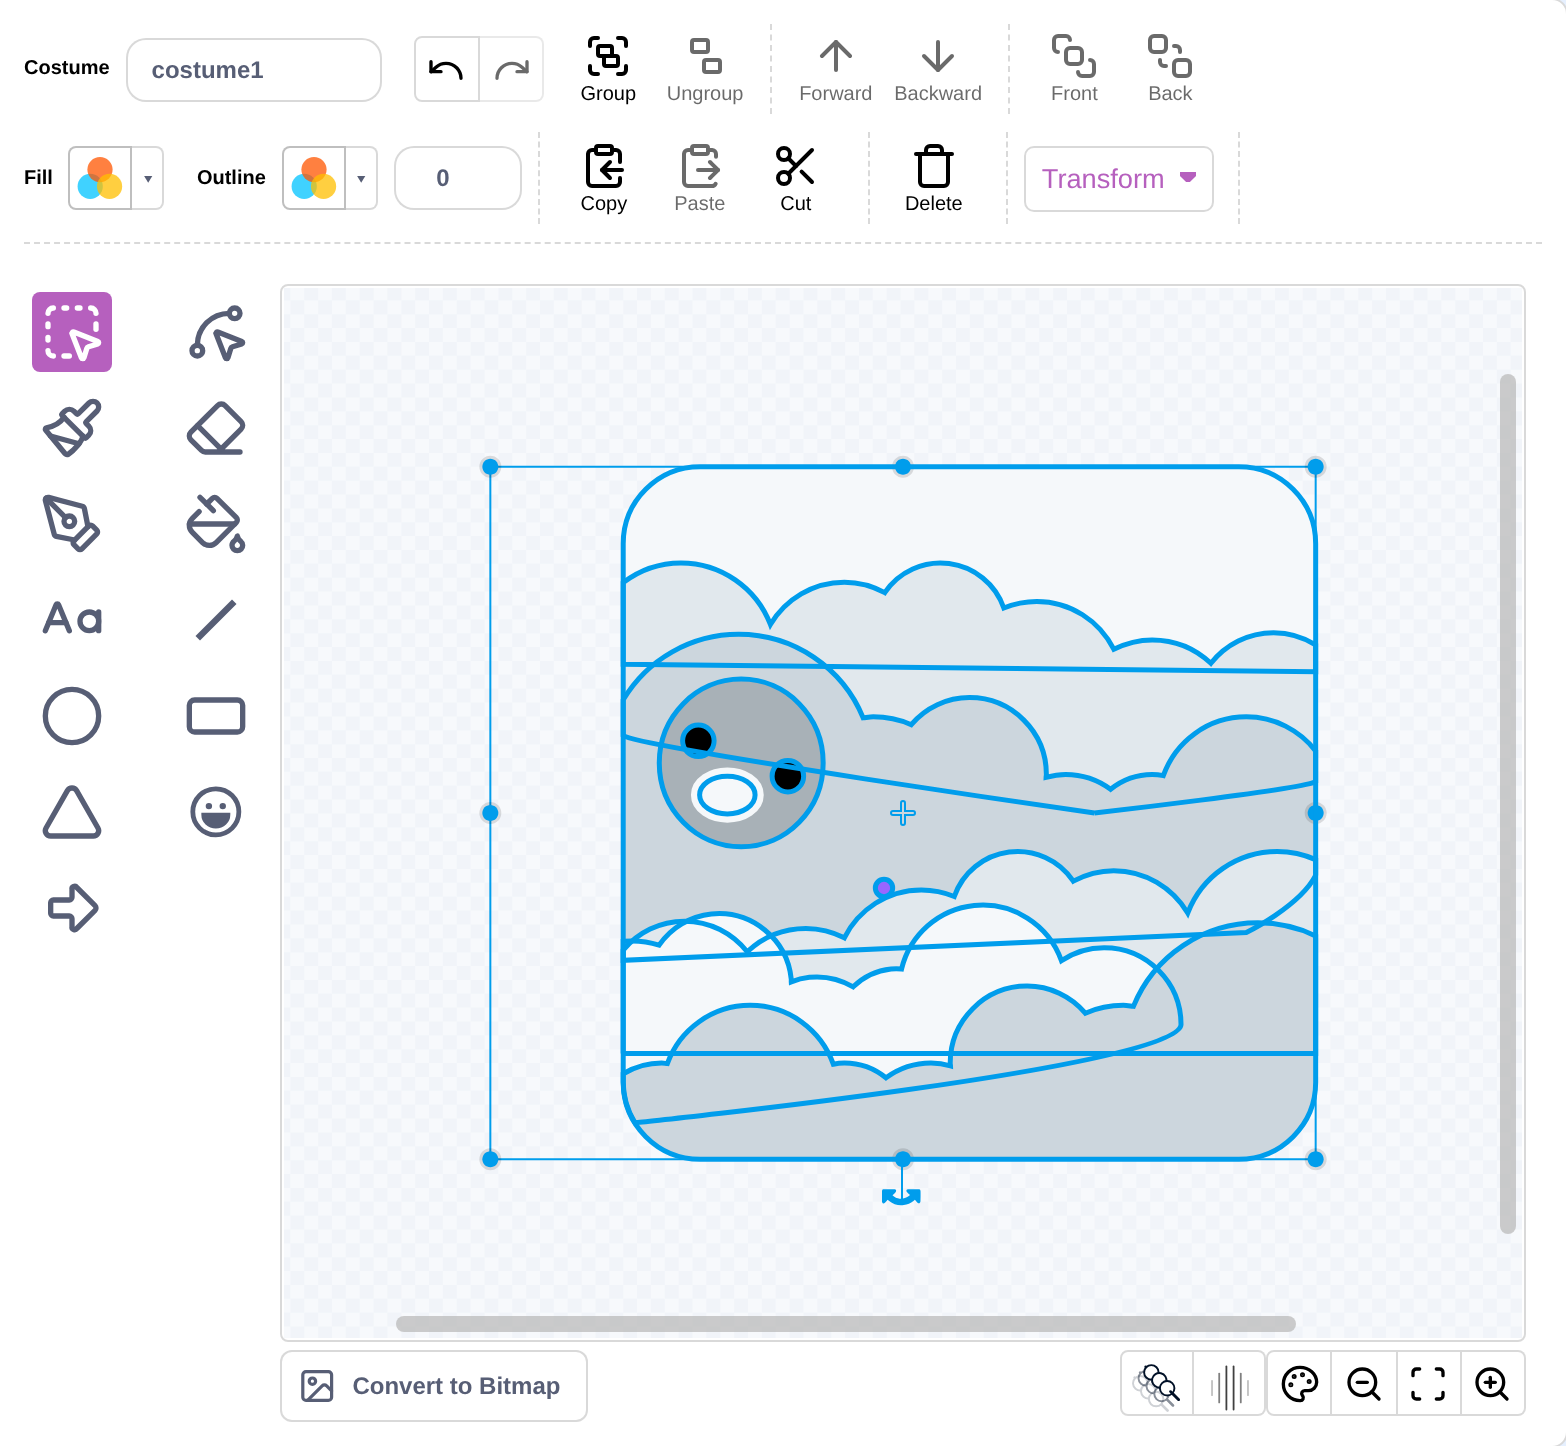 Costume costume1 Group Ungroup Forward Backward Front Back
Fill Outline 0 Copy Paste Cut Delete Transform
Aa
Convert to Bitmap